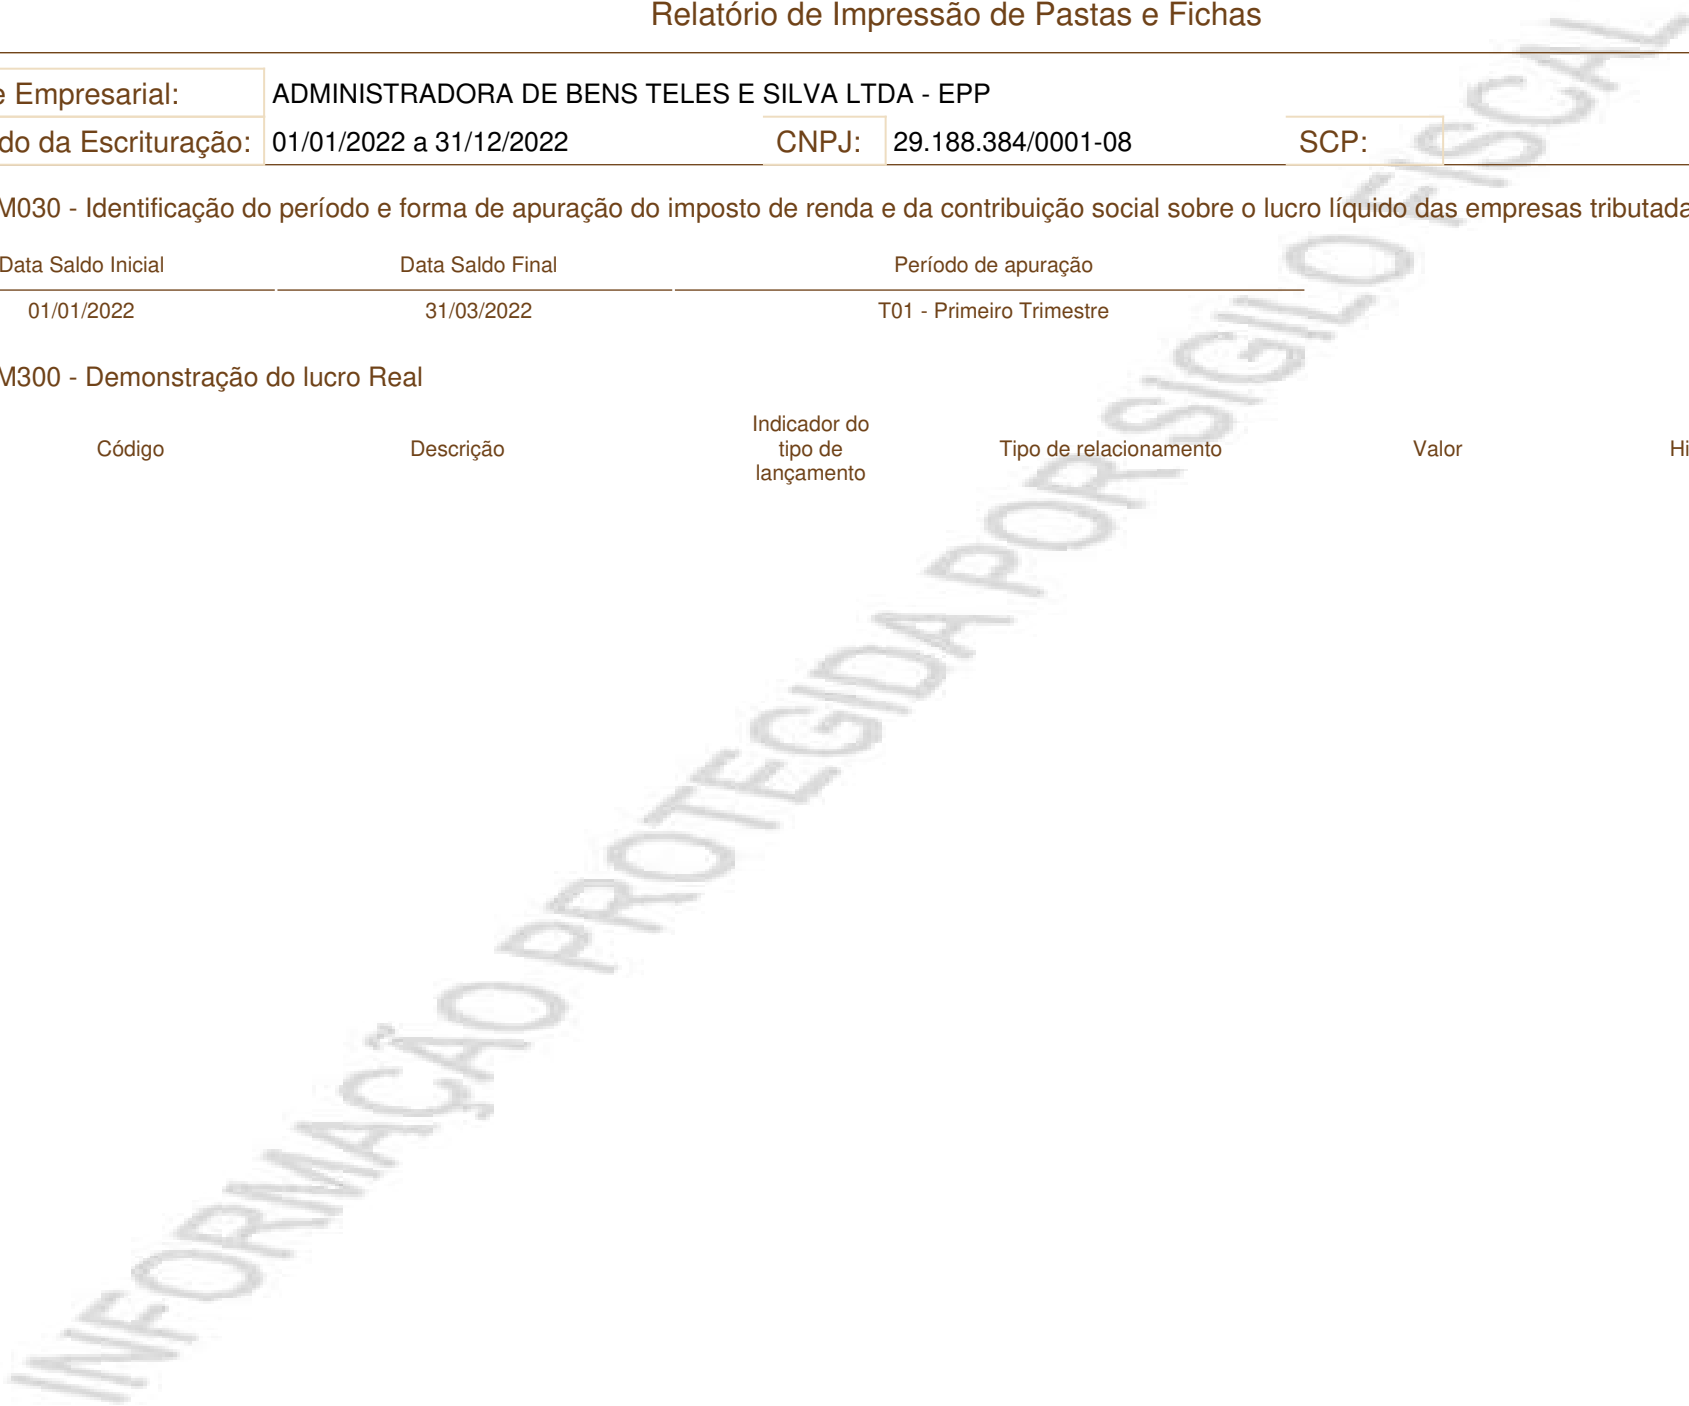 Relatório de Impressão de Pastas e Fichas
e Empresarial: ADMINISTRADORA DE BENS TELES E SILVA LTDA - EPP
do da Escrituração: 01/01/2022 a 31/12/2022 CNPJ: 29.188.384/0001-08 SCP:
M030 - Identificação do período e forma de apuração do imposto de renda e da contribuição social sobre o lucro líquido das empresas tributada
Data Saldo Inicial Data Saldo Final Período de apuração
01/01/2022 31/03/2022 T01 - Primeiro Trimestre
M300 - Demonstração do lucro Real
Código Descrição Indicador do tipo de lançamento Tipo de relacionamento Valor Hi
INFORMAÇÃO PROTEGIDA POR SIGILO FISCAL